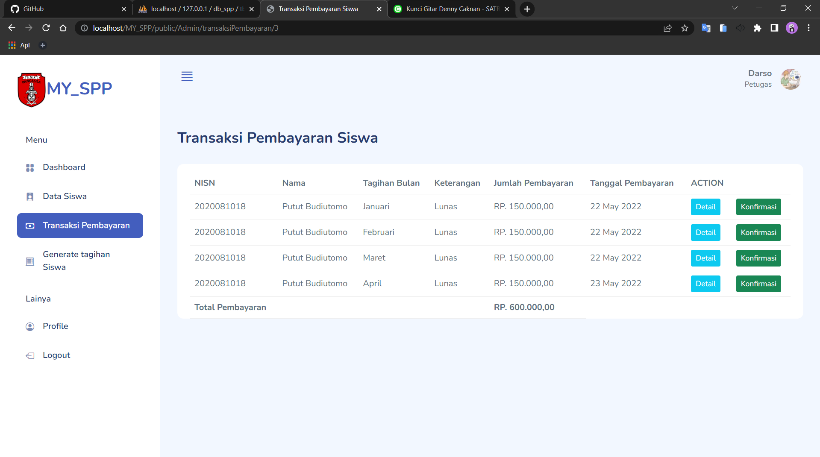 GitHub
localhost / 127.0.0.1 / db_spp /
Transaksi Pembayaran Siswa
Kunci Gitar Denny Caknan - SATR
localhost/MY_SPP/public/Admin/transaksiPembayaran/3
Apl
MY_SPP
Darso
Petugas
Menu
Dashboard
Data Siswa
Transaksi Pembayaran
Generate tagihan
Siswa
Lainya
Profile
Logout
Transaksi Pembayaran Siswa
NISN Nama Tagihan Bulan Keterangan Jumlah Pembayaran Tanggal Pembayaran ACTION
2020081018 Putut Budiutomo Januari Lunas RP. 150.000,00 22 May 2022 Detail Konfirmasi
2020081018 Putut Budiutomo Februari Lunas RP. 150.000,00 22 May 2022 Detail Konfirmasi
2020081018 Putut Budiutomo Maret Lunas RP. 150.000,00 22 May 2022 Detail Konfirmasi
2020081018 Putut Budiutomo April Lunas RP. 150.000,00 23 May 2022 Detail Konfirmasi
Total Pembayaran RP. 600.000,00